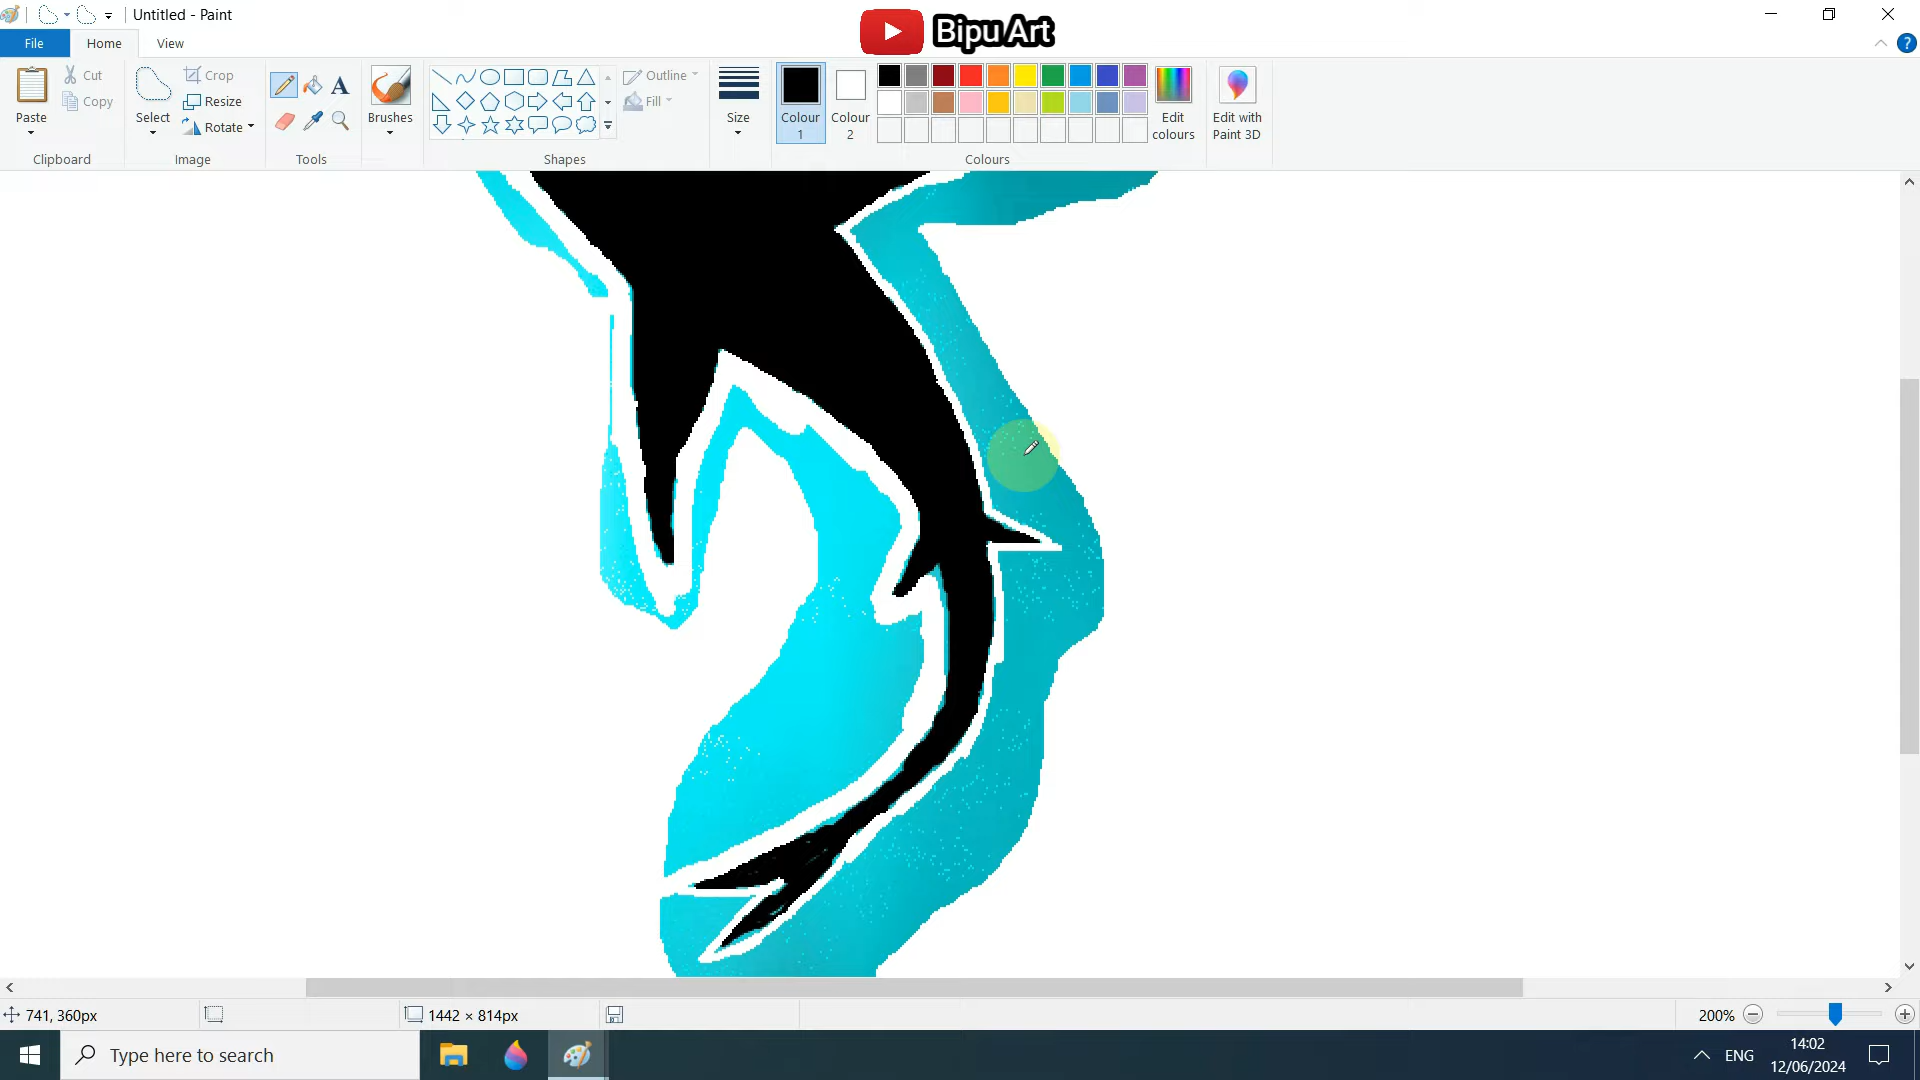 Untitled - Paint
Bipu Art
File
Home
View
Paste
Cut
Copy
Clipboard
Select
Crop
Resize
Rotate
Image
A
Tools
Brushes
Outline
Fill
Shapes
Size
Colour
1
Colour
2
Edit
colours
Edit with
Paint 3D
Colours
?
741, 360px
1442 × 814px
200%
Type here to search
ENG
14:02
12/06/2024